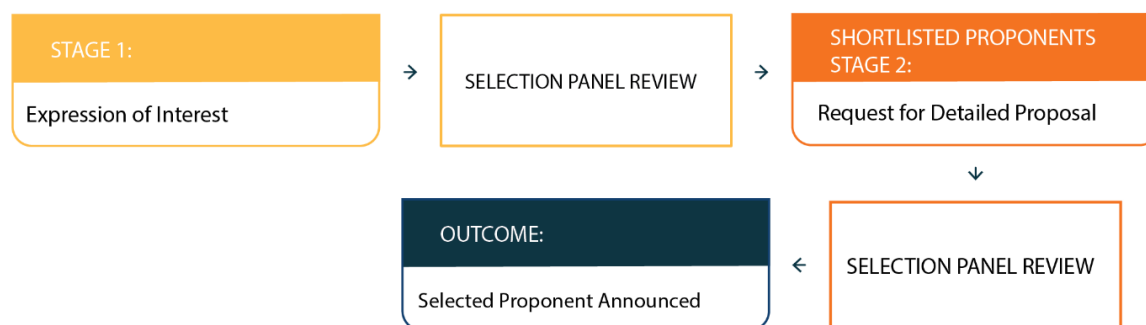 STAGE 1:
Expression of Interest
SELECTION PANEL REVIEW
SHORTLISTED PROPONENTS
STAGE 2:
Request for Detailed Proposal
SELECTION PANEL REVIEW
OUTCOME:
Selected Proponent Announced